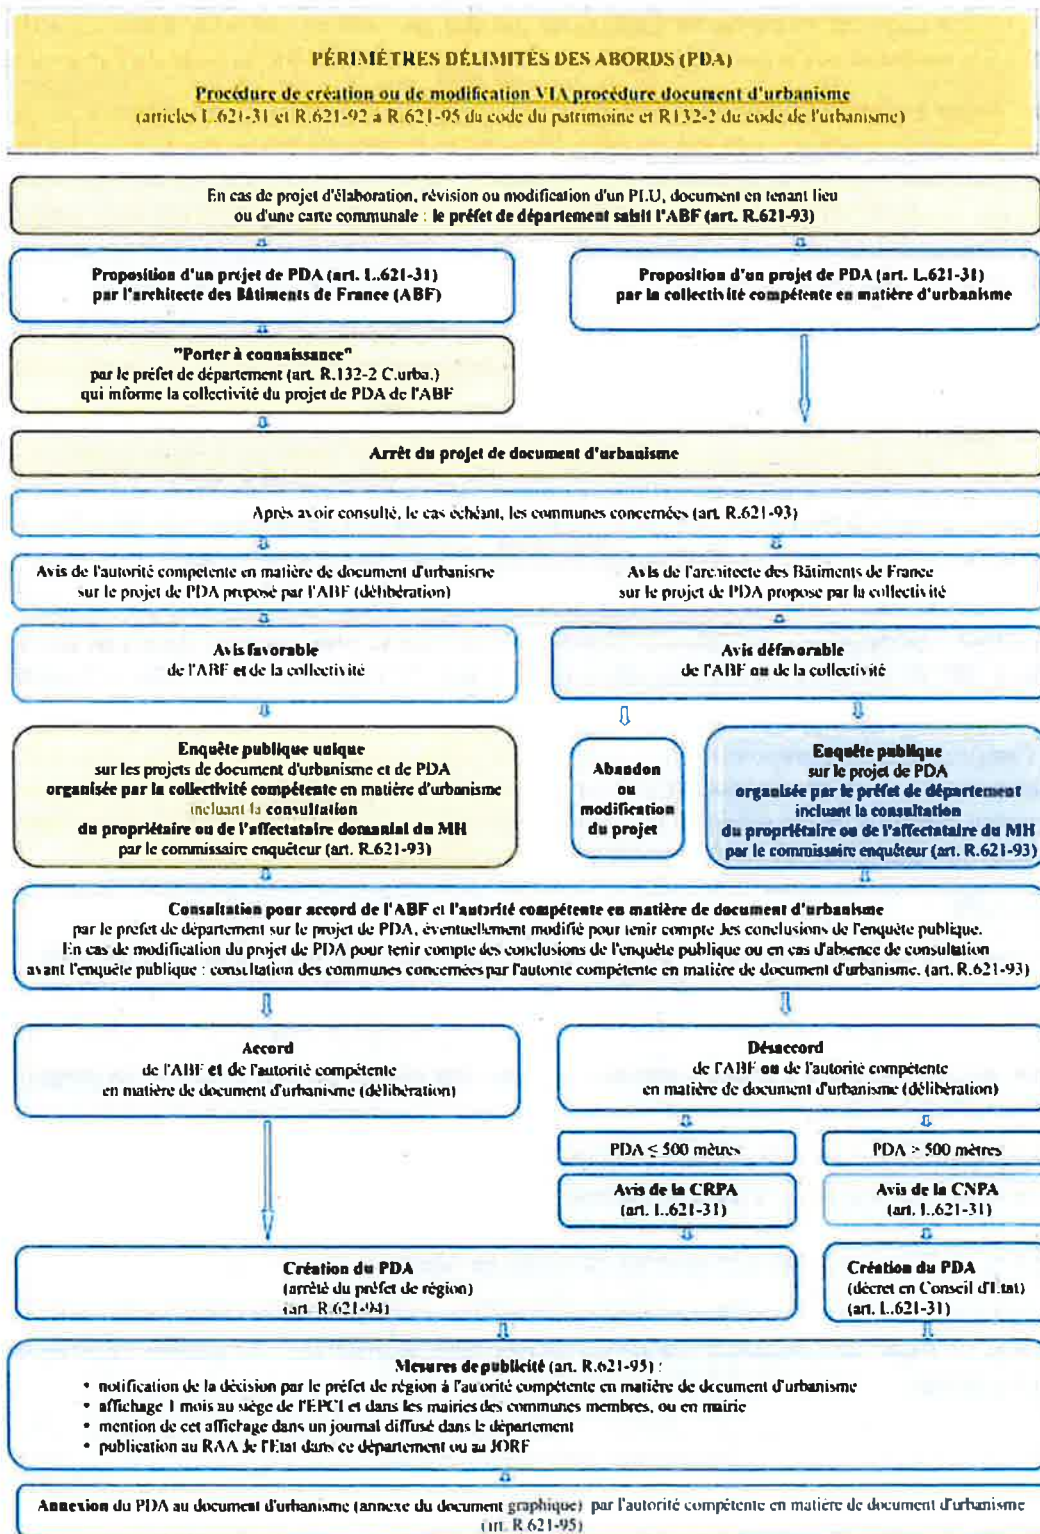 PÉRIMÈTRES DÉLIMITÉS DES ABORDS (PDA)
Procédure de création ou de modification VIA procédure document d'urbanisme
(articles L.621-31 et R.621-92 à R.621-95 du code du patrimoine et R132-2 du code de l'urbanisme)
En cas de projet d'élaboration, révision ou modification d'un PLU, document en tenant lieu
ou d'une carte communale : le préfet de département saisit l'ABF (art. R.621-93)
Proposition d'un projet de PDA (art. L.621-31)
par l'architecte des Bâtiments de France (ABF)
Proposition d'un projet de PDA (art. L.621-31)
par la collectivité compétente en matière d'urbanisme
"Porter à connaissance"
par le préfet de département (art. R.132-2 C.urba.)
qui informe la collectivité du projet de PDA de l'ABF
Arrêt du projet de document d'urbanisme
Après avoir consulté, le cas échéant, les communes concernées (art. R.621-93)
Avis de l'autorité compétente en matière de document d'urbanisme
sur le projet de PDA proposé par l'ABF (délibération)
Avis de l'architecte des Bâtiments de France
sur le projet de PDA proposé par la collectivité
Avis favorable
de l'ABF et de la collectivité
Avis défavorable
de l'ABF ou de la collectivité
Enquête publique unique
sur les projets de document d'urbanisme et de PDA
organisée par la collectivité compétente en matière d'urbanisme
incluant la consultation
du propriétaire ou de l'affectataire domanial du MH
par le commissaire enquêteur (art. R.621-93)
Abandon
ou
modification
du projet
Enquête publique
sur le projet de PDA
organisée par le préfet de département
incluant la consultation
du propriétaire ou de l'affectataire du MH
par le commissaire enquêteur (art. R.621-93)
Consultation pour accord de l'ABF et l'autorité compétente en matière de document d'urbanisme
par le préfet de département sur le projet de PDA, éventuellement modifié pour tenir compte des conclusions de l'enquête publique.
En cas de modification du projet de PDA pour tenir compte des conclusions de l'enquête publique ou en cas d'absence de consultation
avant l'enquête publique : consultation des communes concernées par l'autorité compétente en matière de document d'urbanisme. (art. R.621-93)
Accord
de l'ABF et de l'autorité compétente
en matière de document d'urbanisme (délibération)
Désaccord
de l'ABF ou de l'autorité compétente
en matière de document d'urbanisme (délibération)
PDA ≤ 500 mètres
PDA > 500 mètres
Avis de la CRPA
(art. L.621-31)
Avis de la CNPA
(art. L.621-31)
Création du PDA
(arrêté du préfet de région)
(art. R.621-94)
Création du PDA
(décret en Conseil d'Etat)
(art. L.621-31)
Mesures de publicité (art. R.621-95) :
• notification de la décision par le préfet de région à l'autorité compétente en matière de document d'urbanisme
• affichage 1 mois au siège de l'EPCI et dans les mairies des communes membres, ou en mairie
• mention de cet affichage dans un journal diffusé dans le département
• publication au RAA de l'Etat dans ce département ou au JORF
Annexion du PDA au document d'urbanisme (annexe du document graphique) par l'autorité compétente en matière de document d'urbanisme
(art. R.621-95)